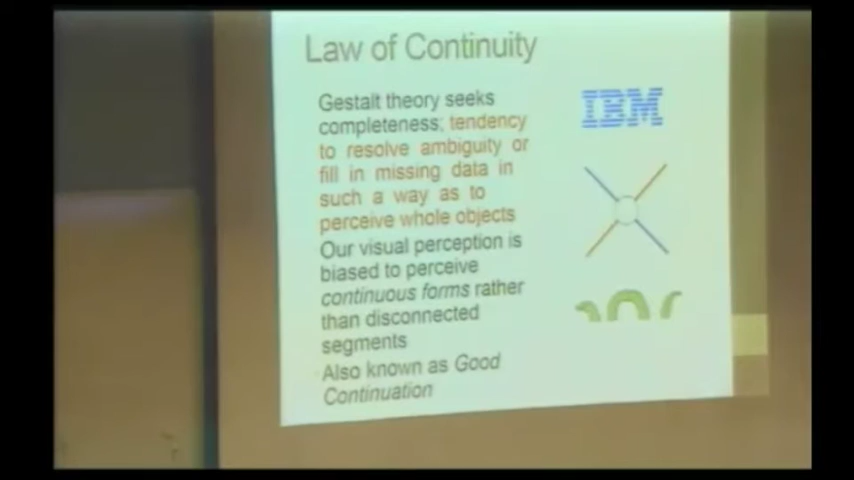 Law of Continuity
Gestalt theory seeks
completeness; tendency
to resolve ambiguity or
fill in missing data in
such a way as to
perceive whole objects
Our visual perception is
biased to perceive
continuous forms rather
than disconnected
segments
Also known as Good
Continuation
IBM